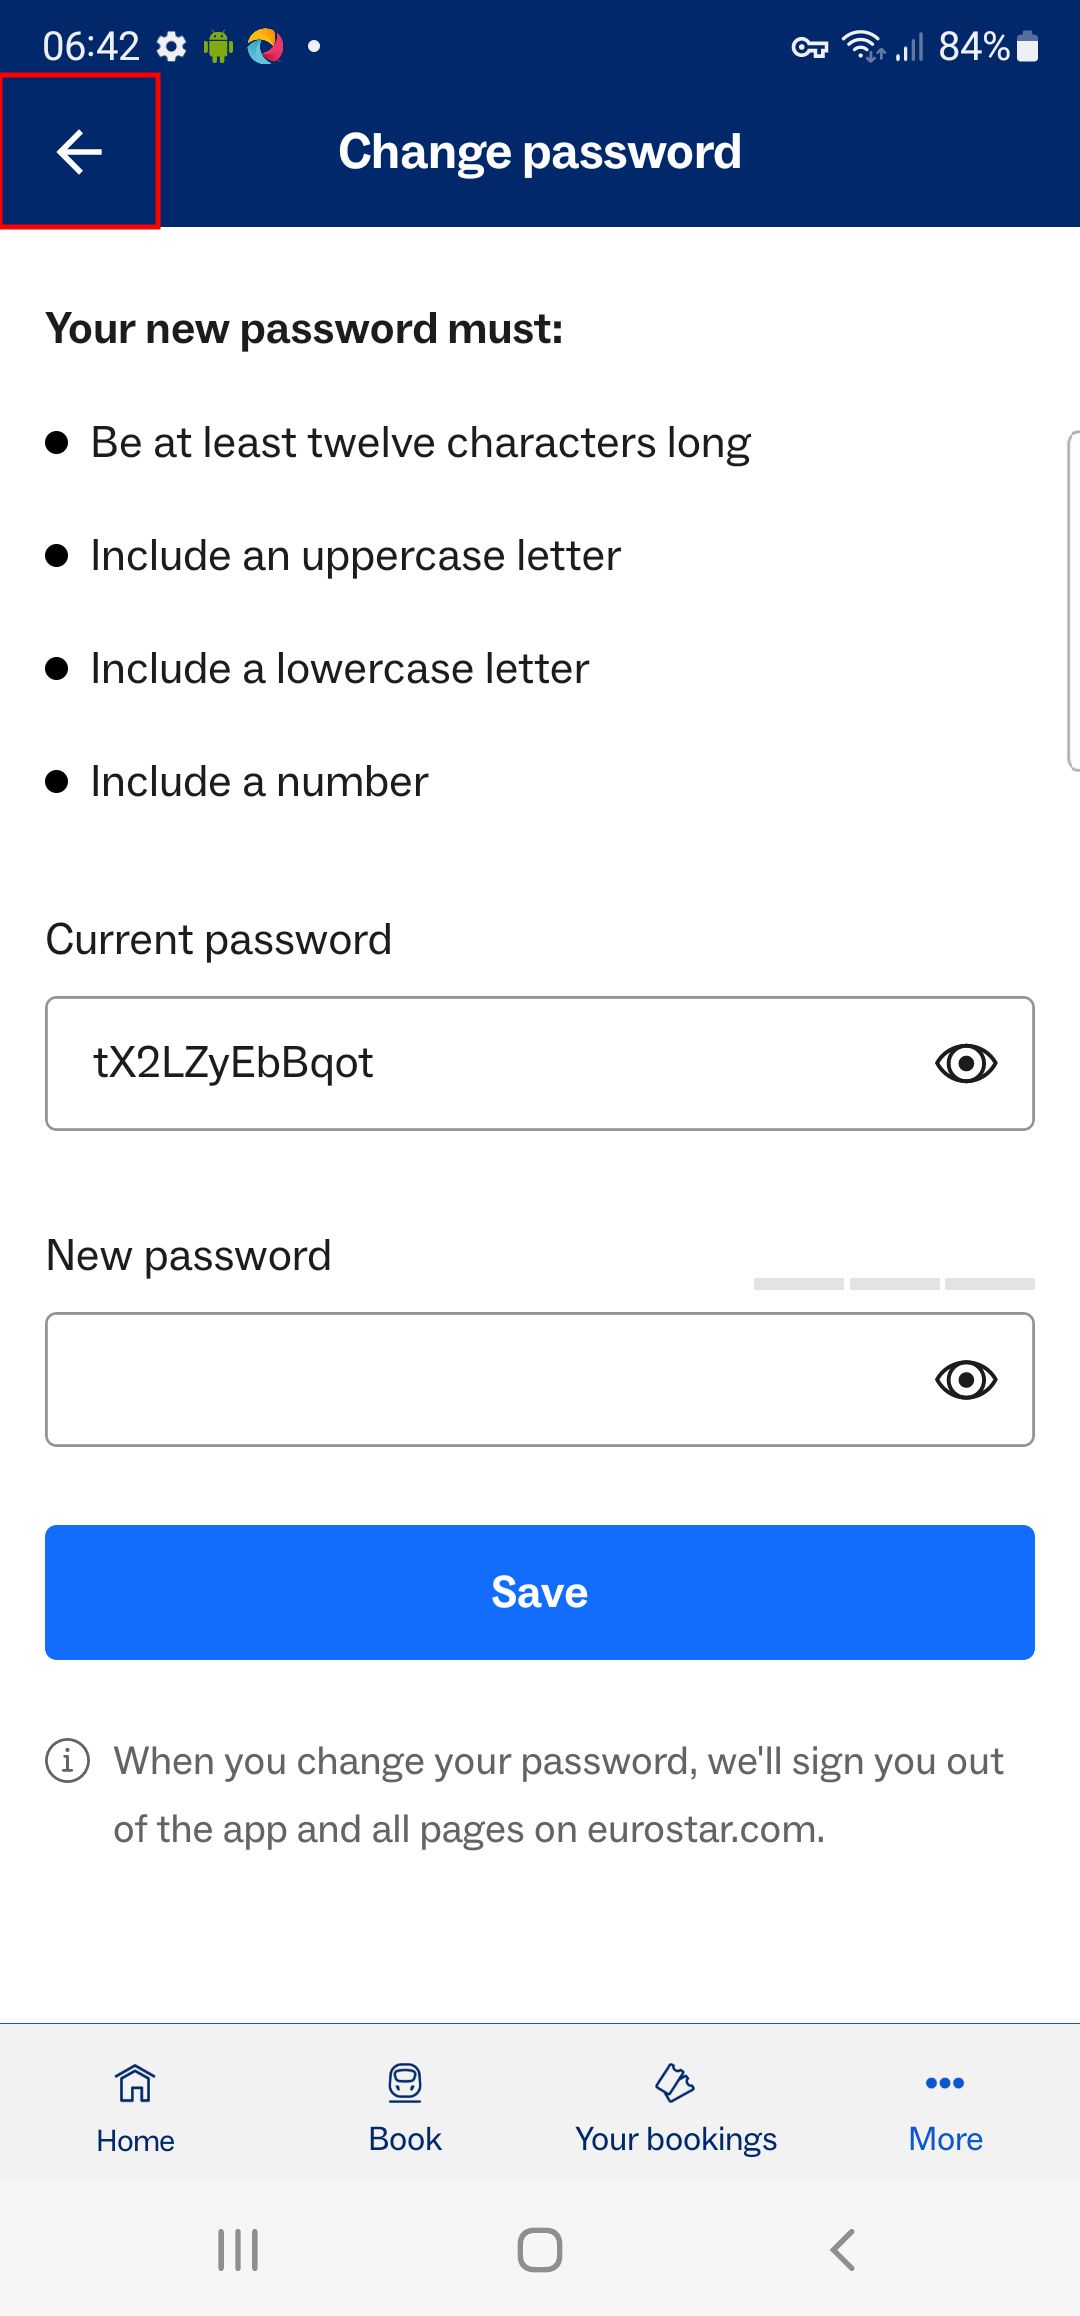 06:42
84%
Change password
Your new password must:
Be at least twelve characters long
Include an uppercase letter
Include a lowercase letter
Include a number
Current password
tX2LZyEbBqot
New password
Save
When you change your password, we'll sign you out
of the app and all pages on eurostar.com.
Home
Book
Your bookings
More